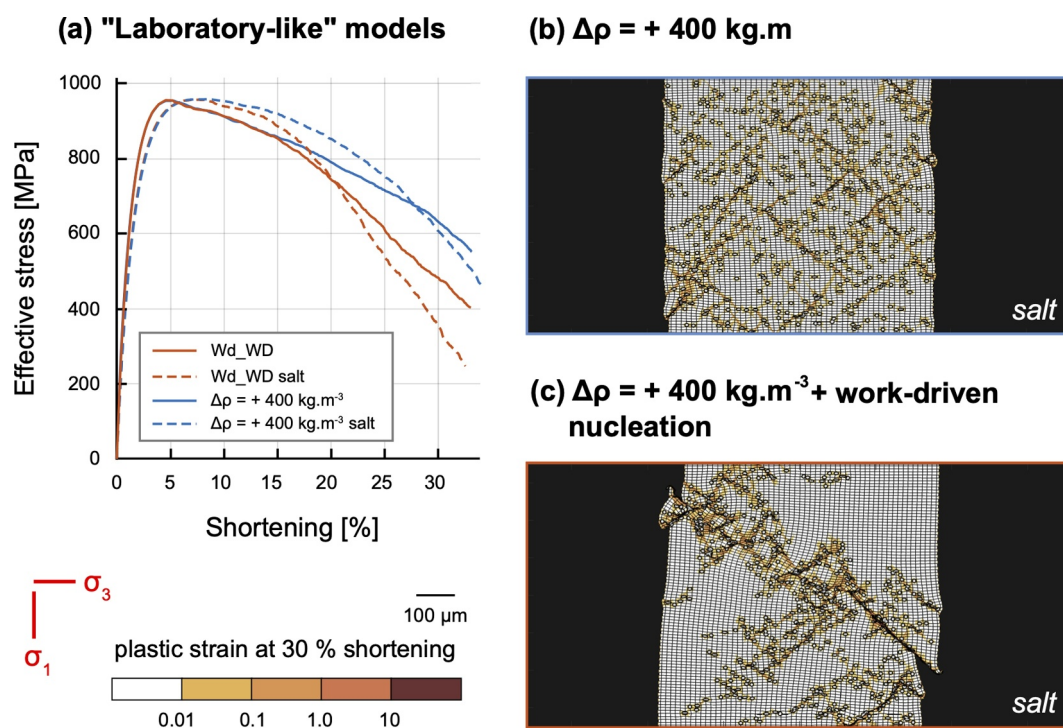 (a) "Laboratory-like" models
1000
800
600
400
200
0
Effective stress [MPa]
Wd_WD
Wd_WD salt
Δρ = + 400 kg.m⁻³
Δρ = + 400 kg.m⁻³ salt
0 5 10 15 20 25 30
Shortening [%]
σ₃
σ₁
100 µm
plastic strain at 30 % shortening
0.01 0.1 1.0 10
(b) Δρ = + 400 kg.m
salt
(c) Δρ = + 400 kg.m⁻³ + work-driven
nucleation
salt